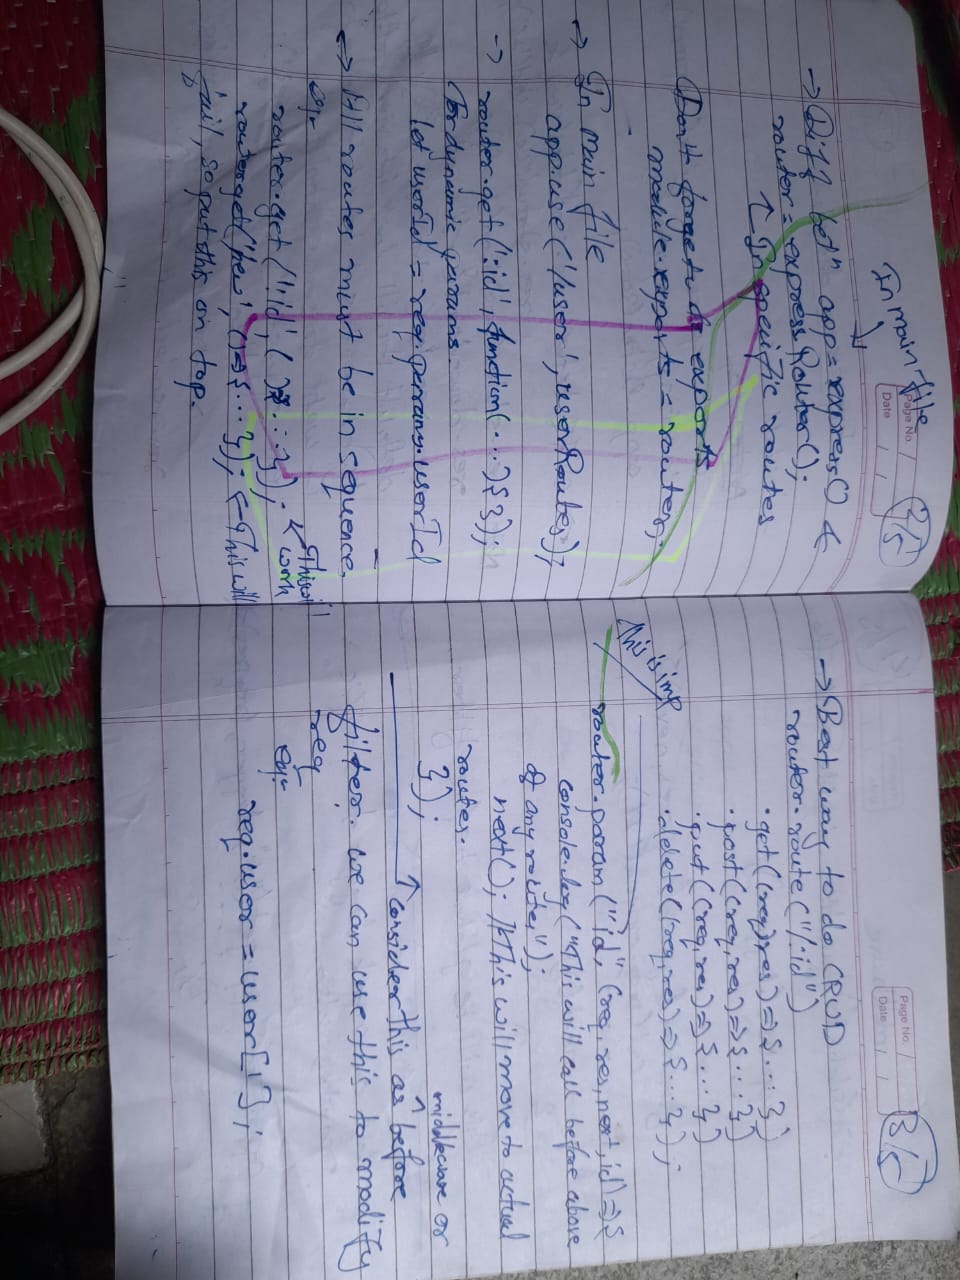 In main file
Page No.
Date / /
2/5
→ Diff betn app = express() &
router = express.Router();
↑ In specific routes
Don't forget to exports
module.exports = router;
→ In main file
app.use('/user', userRoutes);
→ router.get(':id', function(...){});
For dynamic params
let userId = req.params.userId
→ All routes must be in sequence.
eg:-
router.get('/:id', ( ){...}); ← This will work
router.get('/new', ()={...}); ← This will
fail, so put this on top.
Page No.
Date / /
3/5
→ Best way to do CRUD
router.route("/:id")
.get((req,res)=>{...})
.post((req,res)=>{...})
.put((req,res)=>{...})
.delete((req,res)=>{...});
This is imp
router.param("id", (req,res,next,id)=>{
console.log("This will call before above
of any route");
next(); //This will move to actual
routes.
});
↑ consider this as before
middleware or
filter. we can use this to modify
req
eg:-
req.user = user[1];